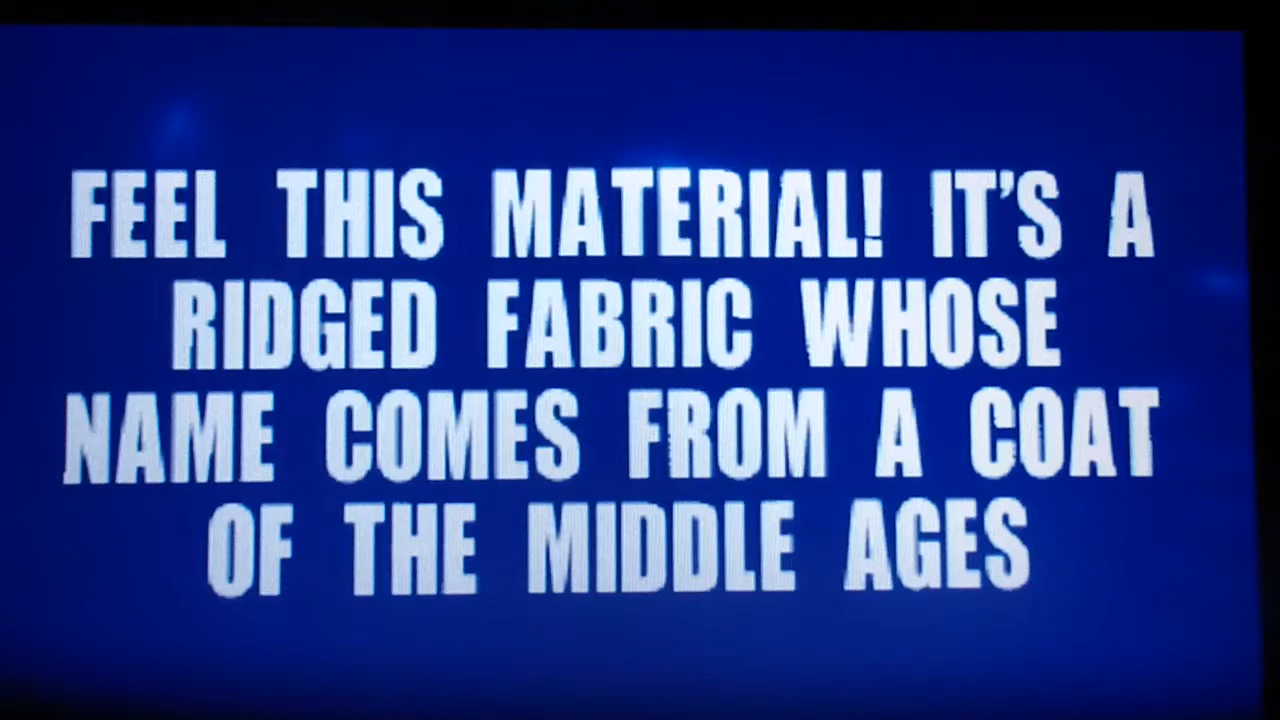 FEEL THIS MATERIAL! IT'S A
RIDGED FABRIC WHOSE
NAME COMES FROM A COAT
OF THE MIDDLE AGES